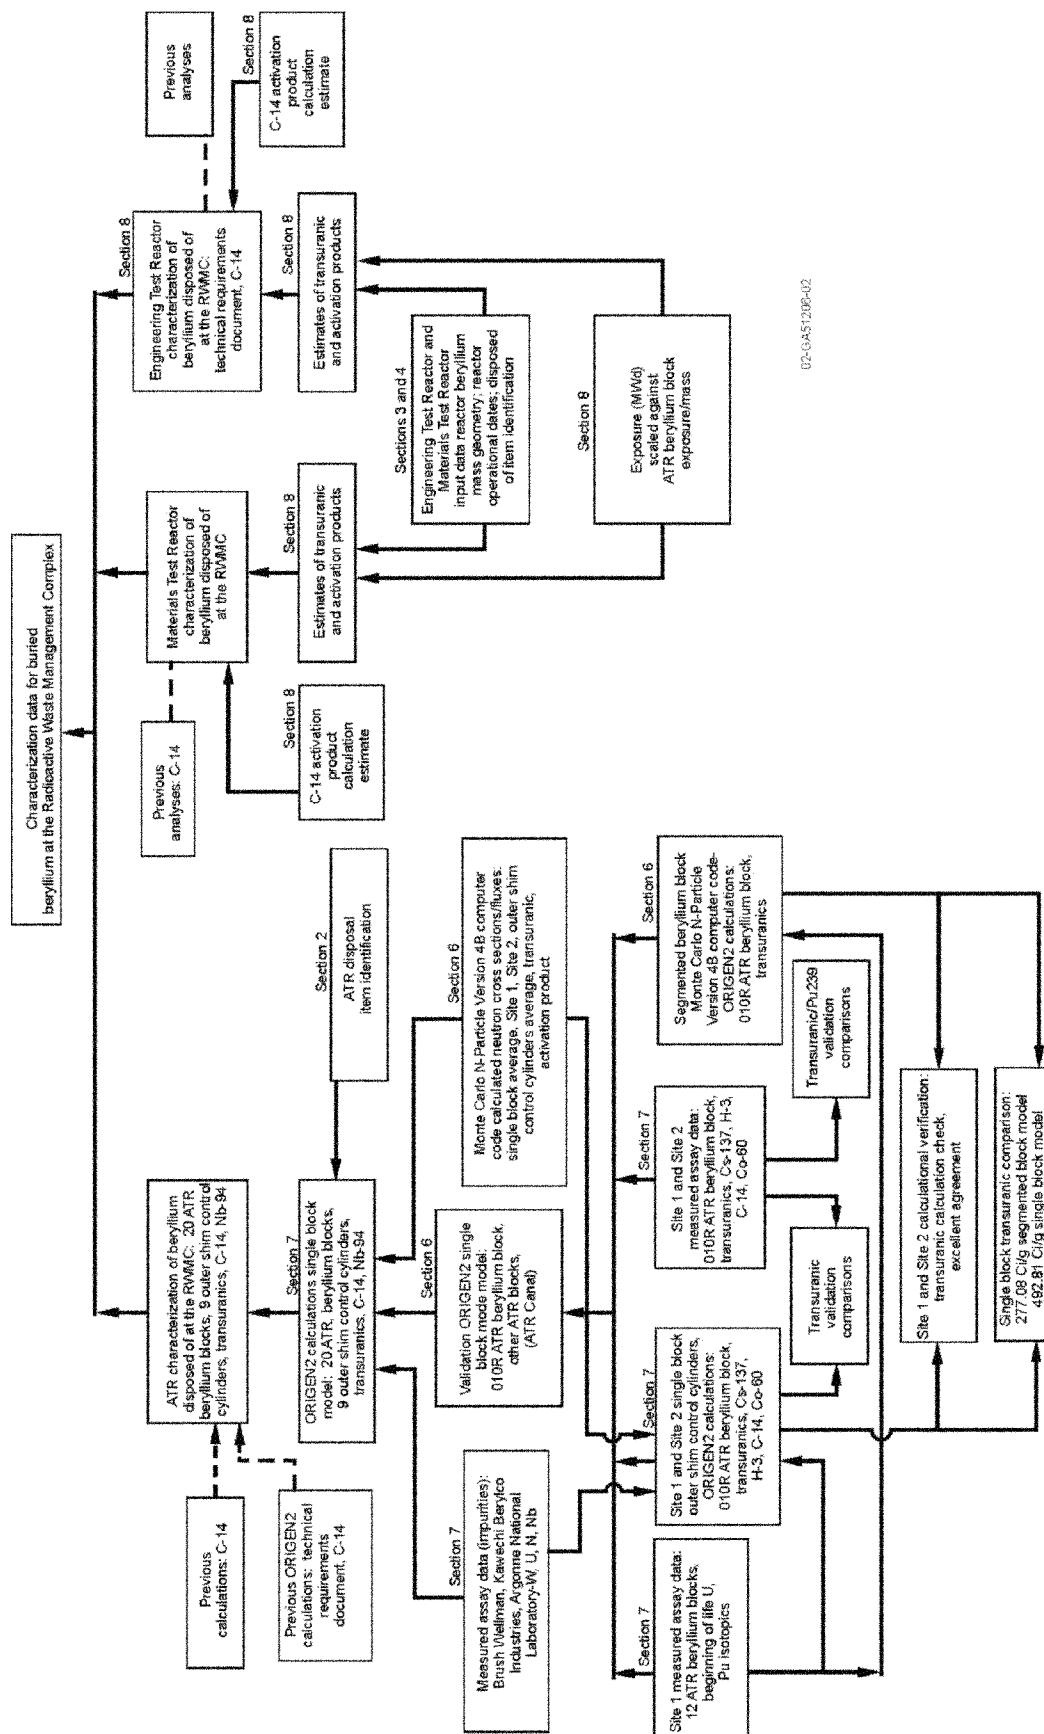 Characterization data for buried
beryllium at the Radioactive Waste Management Complex
Previous
calculations: C-14
Previous ORIGEN2
calculations: technical
requirements
document, C-14
ATR characterization of beryllium
disposed of at the RWMC: 20 ATR
beryllium blocks, 9 outer shim control
cylinders, transuranics, C-14, Nb-94
Section 7
ORIGEN2 calculations single block
model: 20 ATR, beryllium blocks,
9 outer shim control cylinders,
transuranics, C-14, Nb-94
Section 2
ATR disposal
item identification
Previous
analyses: C-14
Materials Test Reactor
characterization of
beryllium disposed of
at the RWMC
Section 8
C-14 activation
product
calculation
estimate
Section 8
Estimates of transuranic
and activation products
Section 8
Engineering Test Reactor
characterization of
beryllium disposed of
at the RWMC:
technical requirements
document, C-14
Previous
analyses
Section 8
C-14 activation
product
calculation
estimate
Section 8
Estimates of transuranic
and activation products
Sections 3 and 4
Engineering Test Reactor and
Materials Test Reactor
input data reactor beryllium
mass geometry; reactor
operational dates; disposed
of item identification
Section 8
Exposure (MWd)
scaled against
ATR beryllium block
exposure/mass
Section 7
Measured assay data (impurities):
Brush Wellman, Kawechi Berylco
Industries, Argonne National
Laboratory-W, U, N, Nb
Section 6
Validation ORIGEN2 single
block mode model:
010R ATR beryllium block,
other ATR blocks,
(ATR Canal)
Section 6
Monte Carlo N-Particle Version 4B computer
code calculated neutron cross sections/fluxes:
single block average, Site 1, Site 2, outer shim
control cylinders average, transuranic,
activation product
Section 7
Site 1 measured assay data:
12 ATR beryllium blocks,
beginning of life U,
Pu isotopics
Section 7
Site 1 and Site 2 single block
outer shim control cylinders,
ORIGEN2 calculations:
010R ATR beryllium block,
transuranics, Cs-137,
H-3, C-14, Co-60
Section 7
Site 1 and Site 2
measured assay data:
010R ATR beryllium block,
transuranics, Cs-137, H-3,
C-14, Co-60
Section 6
Segmented beryllium block
Monte Carlo N-Particle
Version 4B computer code-
ORIGEN2 calculations:
010R ATR beryllium block,
transuranics
Transuranic
validation
comparisons
Transuranic/Pu239
validation
comparisons
Site 1 and Site 2 calculational verification:
transuranic calculation check,
excellent agreement
Single block transuranic comparison:
277.08 Ci/g segmented block model
492.81 Ci/g single block model
02-GA51206-02